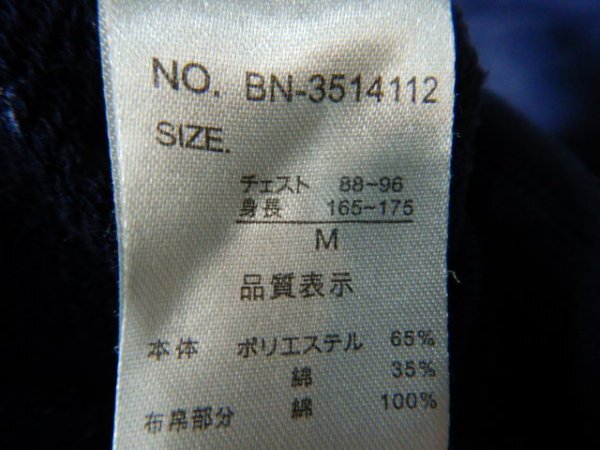 NO. BN-3514112
SIZE.
チェスト 88~96
身長 165~175
M
品質表示
本体 ポリエステル 65%
綿 35%
布帛部分 綿 100%